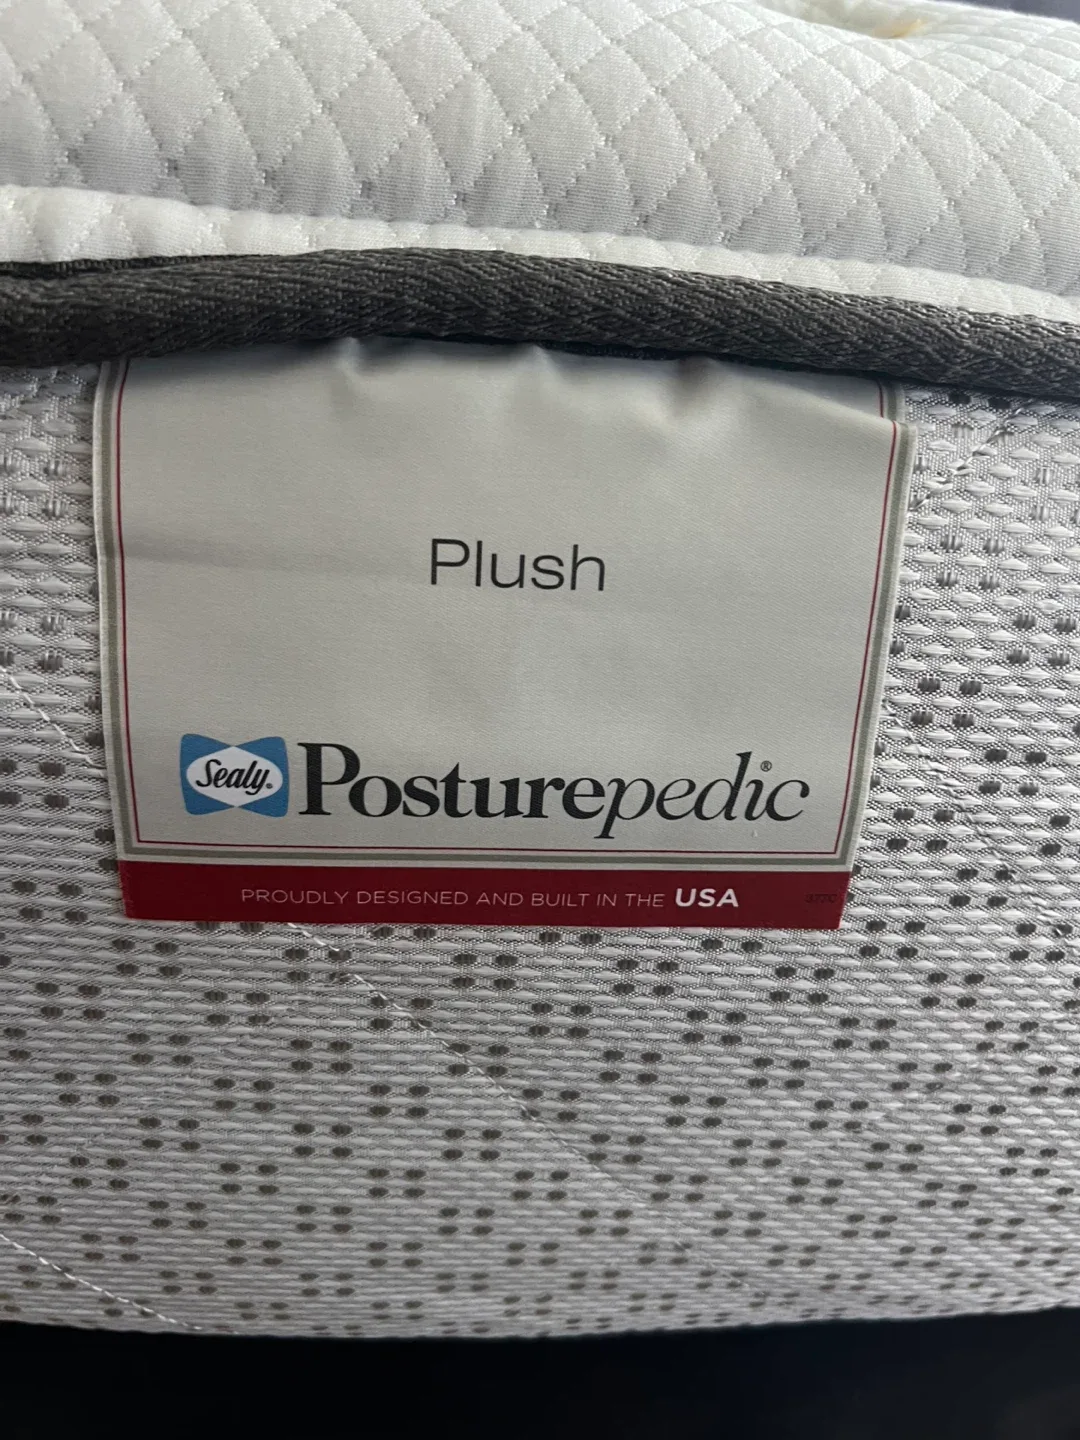 Plush
Sealy® Posturepedic®
PROUDLY DESIGNED AND BUILT IN THE USA